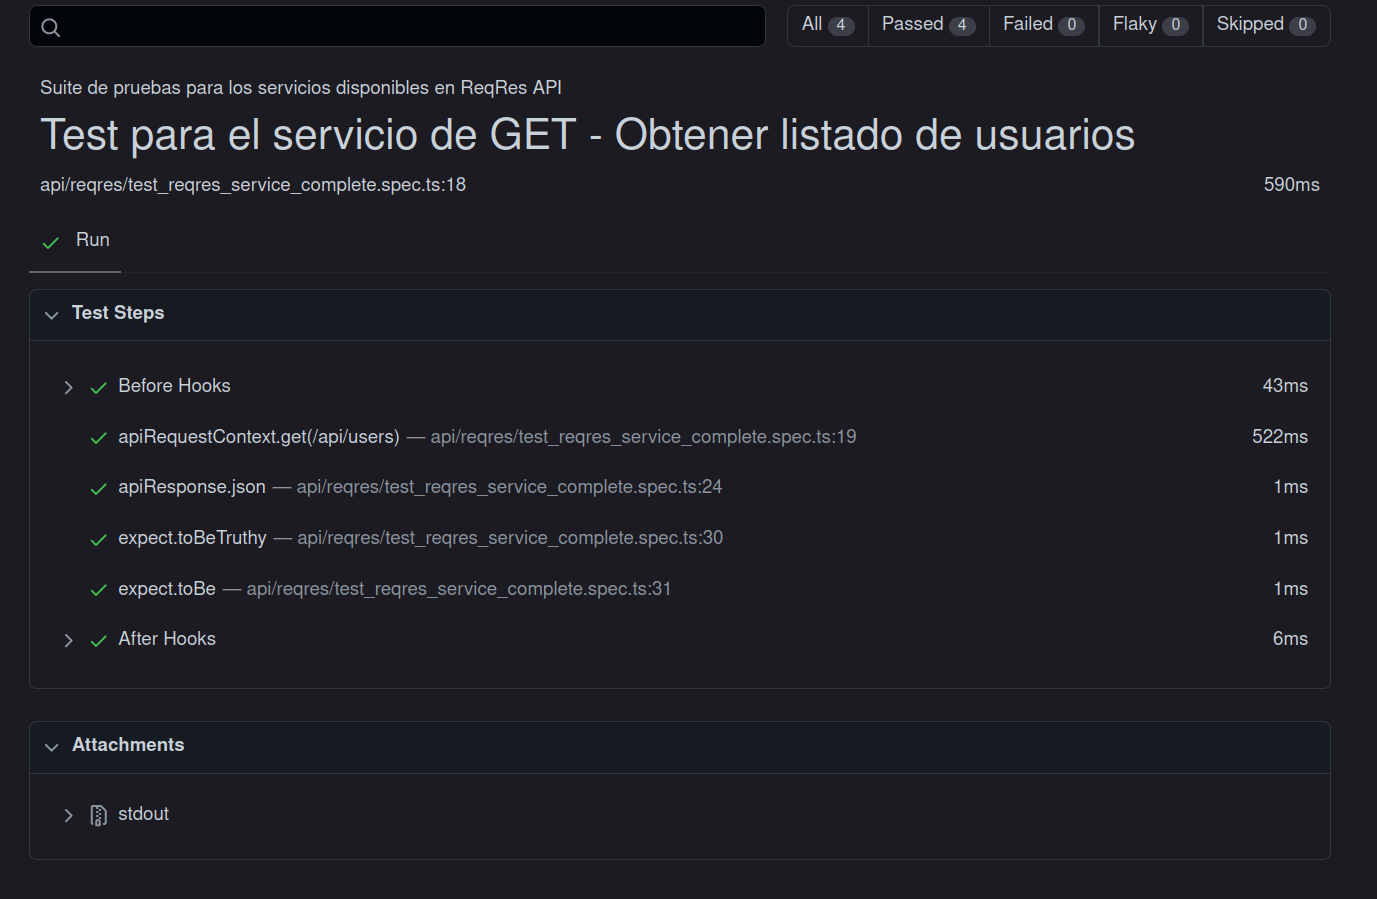 All 4 Passed 4 Failed 0 Flaky 0 Skipped 0
Suite de pruebas para los servicios disponibles en ReqRes API
Test para el servicio de GET - Obtener listado de usuarios
api/reqres/test_reqres_service_complete.spec.ts:18 590ms
Run
Test Steps
Before Hooks 43ms
apiRequestContext.get(/api/users) — api/reqres/test_reqres_service_complete.spec.ts:19 522ms
apiResponse.json — api/reqres/test_reqres_service_complete.spec.ts:24 1ms
expect.toBeTruthy — api/reqres/test_reqres_service_complete.spec.ts:30 1ms
expect.toBe — api/reqres/test_reqres_service_complete.spec.ts:31 1ms
After Hooks 6ms
Attachments
stdout